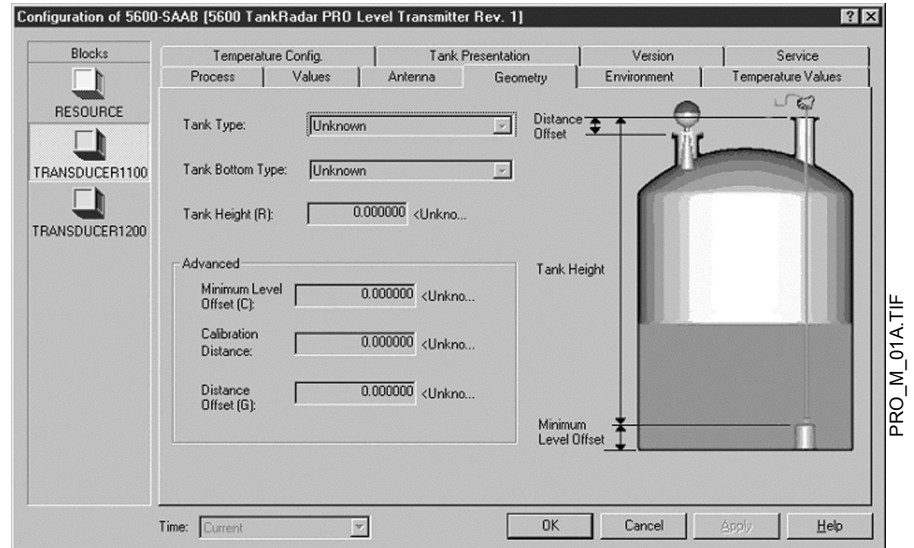 Configuration of 5600-SAAB [5600 TankRadar PRO Level Transmitter Rev. 1]
? X
Blocks
RESOURCE
TRANSDUCER1100
TRANSDUCER1200
Temperature Config.
Tank Presentation
Version
Service
Process
Values
Antenna
Geometry
Environment
Temperature Values
Tank Type:
Unknown
Tank Bottom Type:
Unknown
Tank Height (R):
0.000000
<Unkno...
Advanced
Minimum Level
Offset (C):
0.000000
<Unkno...
Calibration
Distance:
0.000000
<Unkno...
Distance
Offset (G):
0.000000
<Unkno...
Distance
Offset
Tank Height
Minimum
Level Offset
Time:
Current
OK
Cancel
Apply
Help
PRO_M_01A.TIF